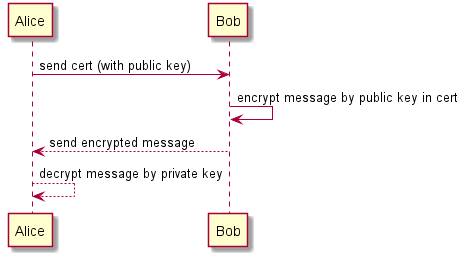 Alice
Bob
send cert (with public key)
encrypt message by public key in cert
send encrypted message
decrypt message by private key
Alice
Bob